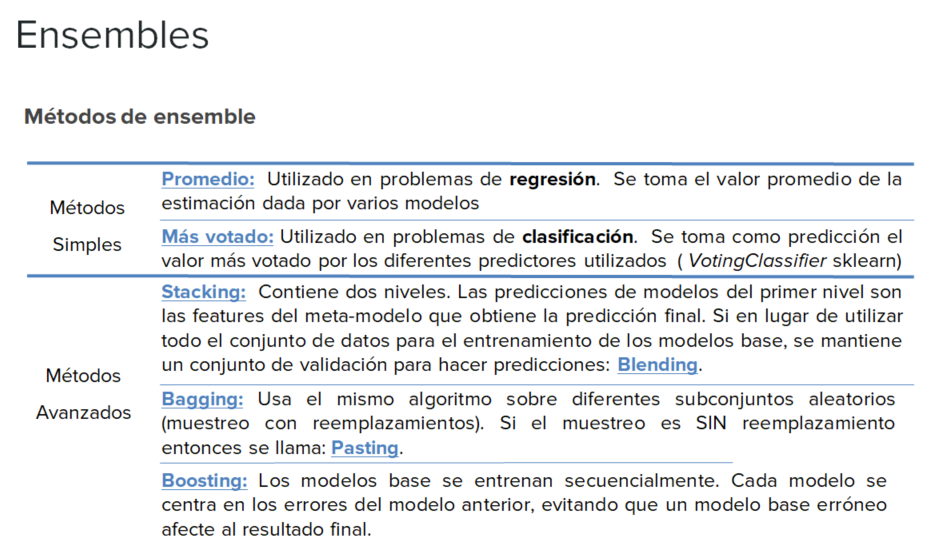 Ensembles
Métodos de ensemble
Métodos
Simples
Promedio: Utilizado en problemas de regresión. Se toma el valor promedio de la
estimación dada por varios modelos
Más votado: Utilizado en problemas de clasificación. Se toma como predicción el
valor más votado por los diferentes predictores utilizados ( VotingClassifier sklearn)
Métodos
Avanzados
Stacking: Contiene dos niveles. Las predicciones de modelos del primer nivel son
las features del meta-modelo que obtiene la predicción final. Si en lugar de utilizar
todo el conjunto de datos para el entrenamiento de los modelos base, se mantiene
un conjunto de validación para hacer predicciones: Blending.
Bagging: Usa el mismo algoritmo sobre diferentes subconjuntos aleatorios
(muestreo con reemplazamientos). Si el muestreo es SIN reemplazamiento
entonces se llama: Pasting.
Boosting: Los modelos base se entrenan secuencialmente. Cada modelo se
centra en los errores del modelo anterior, evitando que un modelo base erróneo
afecte al resultado final.